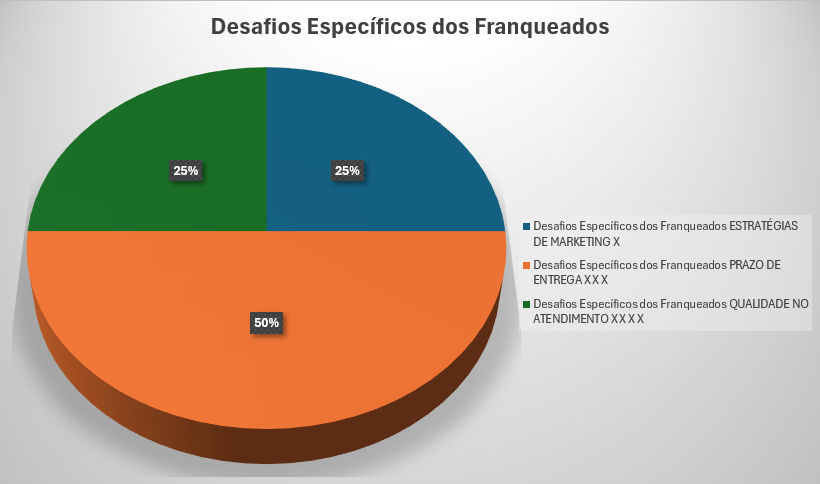 Desafios Específicos dos Franqueados
25%
25%
50%
Desafios Específicos dos Franqueados ESTRATÉGIAS
DE MARKETING X
Desafios Específicos dos Franqueados PRAZO DE
ENTREGA X X X
Desafios Específicos dos Franqueados QUALIDADE NO
ATENDIMENTO X X X X